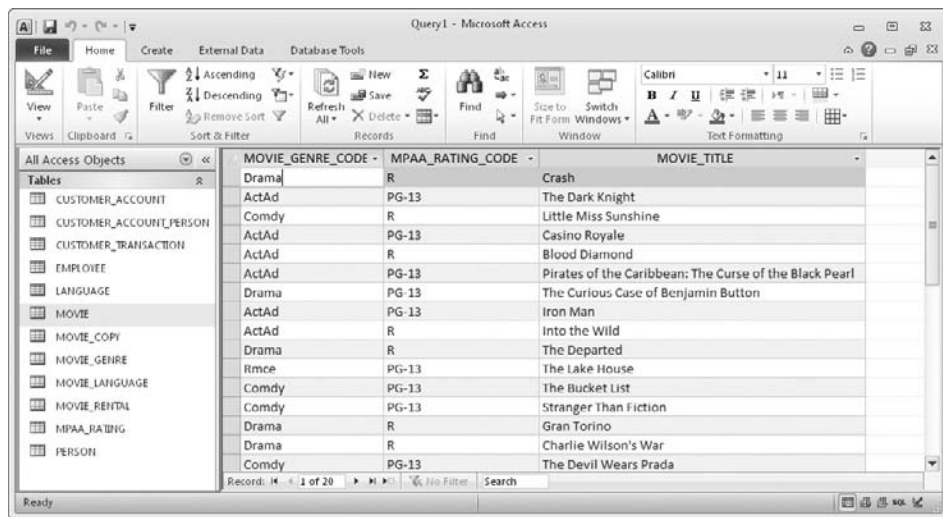 Query1 - Microsoft Access
File Home Create External Data Database Tools
View
Views
Paste
Clipboard
Filter
Ascending
Descending
Remove Sort
Sort & Filter
Refresh All
New
Save
Delete
Records
Find
Find
Size to Fit Form
Switch Windows
Window
Calibri 11
B I U
A
Text Formatting
All Access Objects
Tables
CUSTOMER_ACCOUNT
CUSTOMER_ACCOUNT_PERSON
CUSTOMER_TRANSACTION
EMPLOYEE
LANGUAGE
MOVIE
MOVIE_COPY
MOVIE_GENRE
MOVIE_LANGUAGE
MOVIE_RENTAL
MPAA_RATING
PERSON
MOVIE_GENRE_CODE MPAA_RATING_CODE MOVIE_TITLE
Drama R Crash
ActAd PG-13 The Dark Knight
Comdy R Little Miss Sunshine
ActAd PG-13 Casino Royale
ActAd R Blood Diamond
ActAd PG-13 Pirates of the Caribbean: The Curse of the Black Pearl
Drama PG-13 The Curious Case of Benjamin Button
ActAd PG-13 Iron Man
ActAd R Into the Wild
Drama R The Departed
Rmce PG-13 The Lake House
Comdy PG-13 The Bucket List
Comdy PG-13 Stranger Than Fiction
Drama R Gran Torino
Drama R Charlie Wilson's War
Comdy PG-13 The Devil Wears Prada
Record: 1 of 20 No Filter Search
Ready
SQL